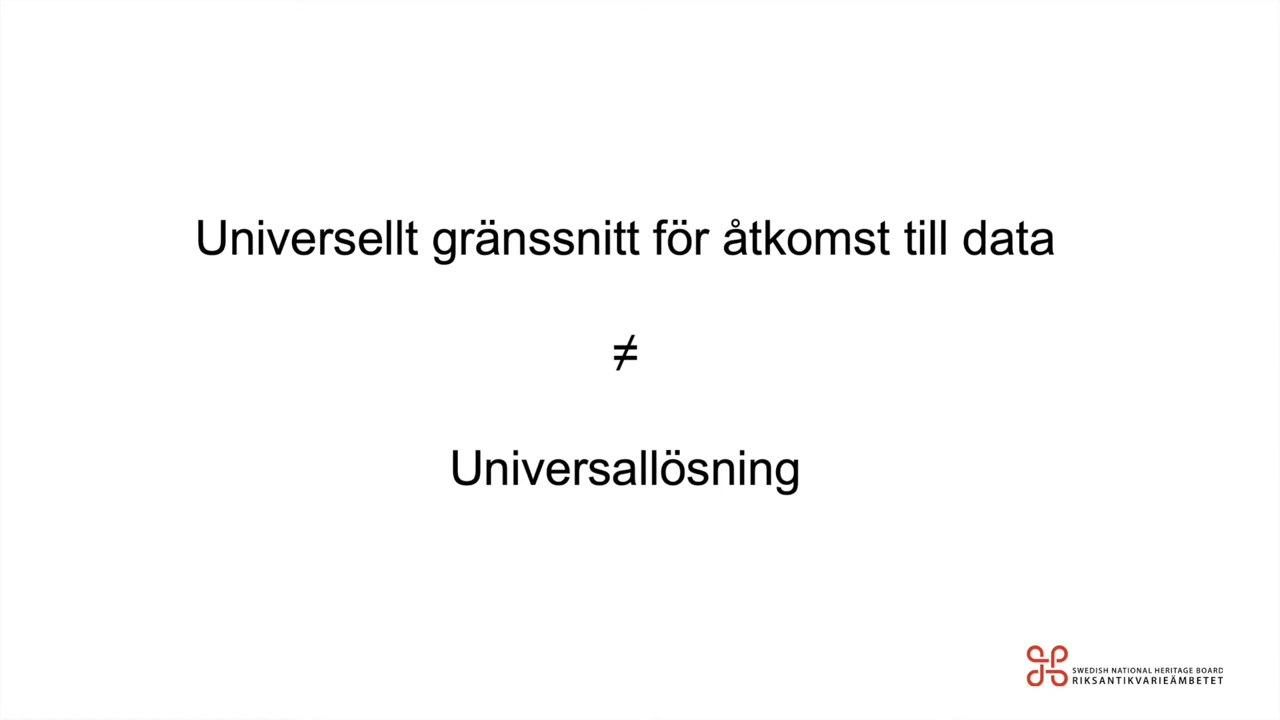 Universellt gränssnitt för åtkomst till data
≠
Universallösning
SWEDISH NATIONAL HERITAGE BOARD
RIKSANTIKVARIEÄMBETET